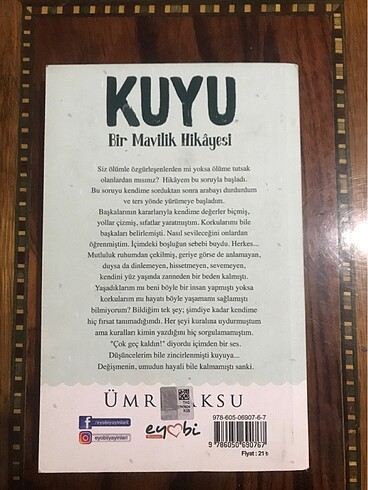 KUYU
Bir Mavilik Hikâyesi
Siz ölümle özgürleşenlerden mi yoksa ölüme tutsak
olanlardan mısınız? Hikâyem bu soruyla başladı.
Bu soruyu kendime sorduktan sonra arabayı durdurdum
ve ters yönde yürümeye başladım.
Başkalarının kararlarıyla kendime değerler biçmiş,
yollar çizmiş, sıfatlar yaratmıştım. Korkularımı bile
başkaları belirlemişti. Nasıl sevileceğini onlardan
öğrenmiştim. İçimdeki boşluğun sebebi buydu. Herkes...
Mutluluk ruhumdan çekilmiş, geriye görse de anlamayan,
duysa da dinlemeyen, hissetmeyen, sevmeyen,
kendini yüz yaşında zanneden bir beden kalmıştı.
Yaşadıklarım mı beni böyle bir insan yapmıştı yoksa
korkularım mı hayatı böyle yaşamamı sağlamıştı
bilmiyorum? Bildiğim tek şey; şimdiye kadar kendime
hiç fırsat tanımadığımdı. Her şeyi kuralına uydurmuştum
ama kuralları kimin yazdığını hiç sorgulamamıştım.
"Çok geç kaldın!" diyordu içimden bir ses.
Düşüncelerim bile zincirlenmişti kuyuya...
Değişmenin, umudun hayali bile kalmamıştı sanki.
ÜMR AKSU
/eyobiyayinlari
eyobiyayinlari
eyobi
978-605-06907-6-7
9 786050 690767
Fiyat : 21 ₺